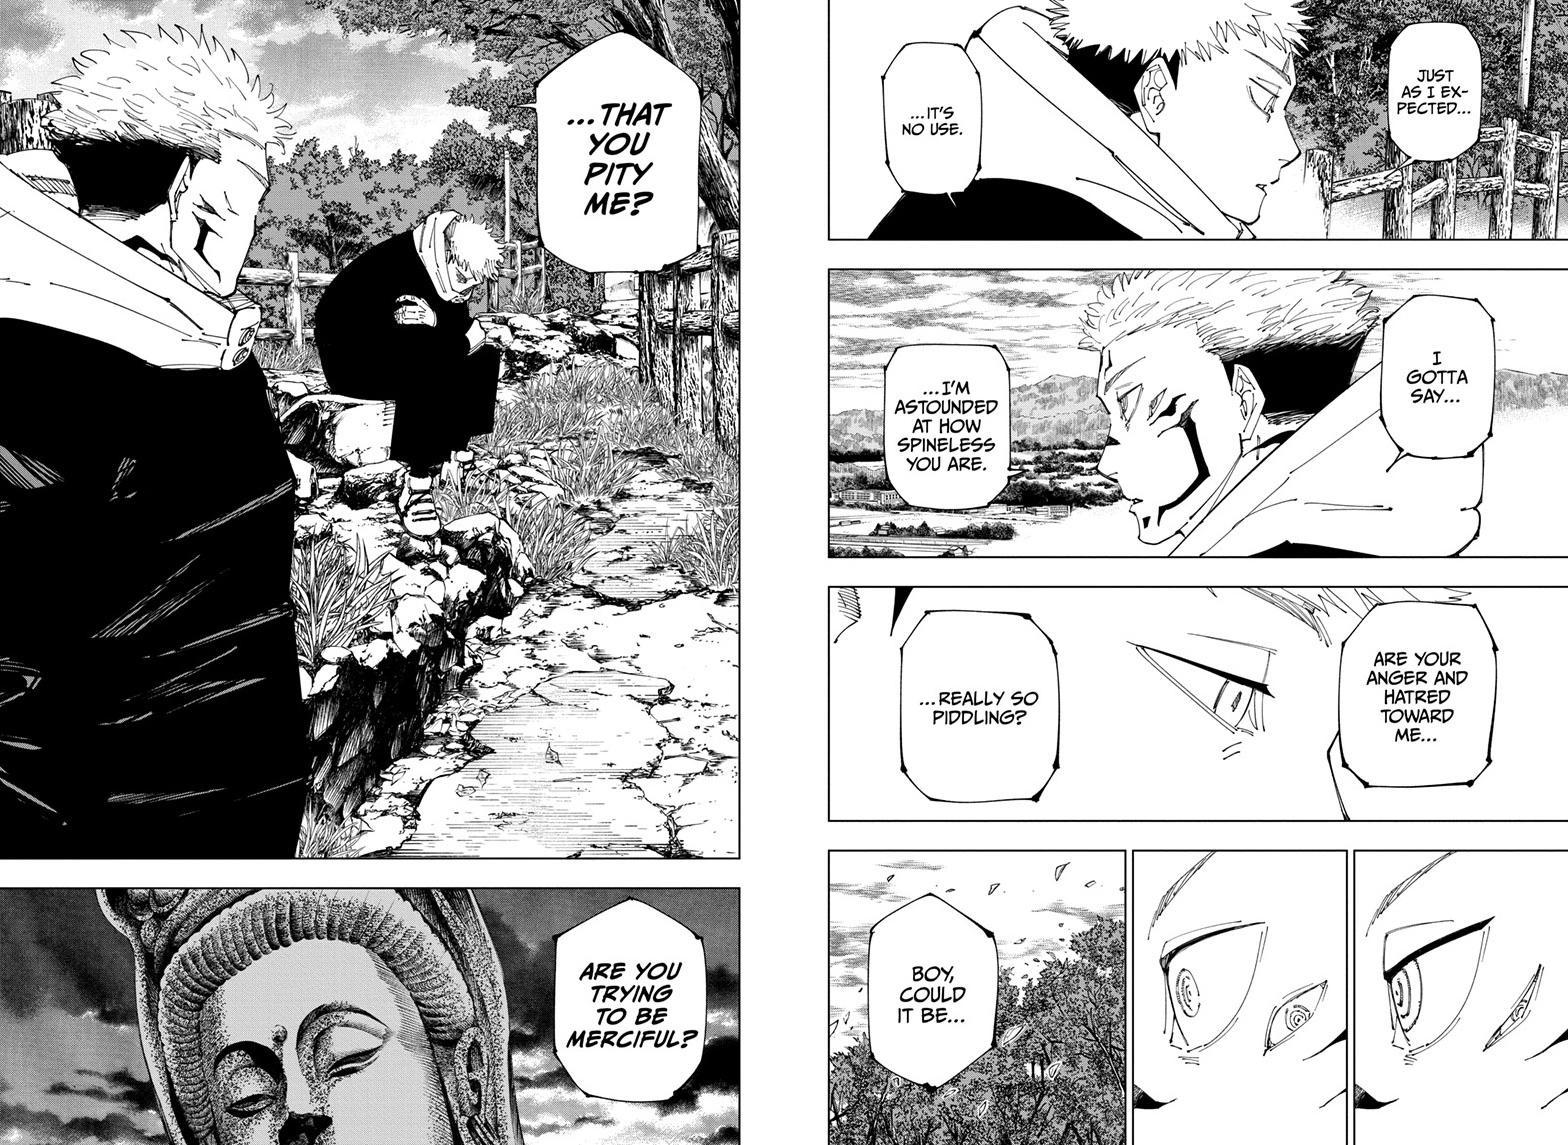 JUST
AS I EX-
PECTED...
...IT'S
NO USE.
I
GOTTA
SAY...
...I'M
ASTOUNDED
AT HOW
SPINELESS
YOU ARE.
ARE YOUR
ANGER AND
HATRED
TOWARD
ME...
...REALLY SO
PIDDLING?
BOY,
COULD
IT BE...
...THAT
YOU
PITY
ME?
ARE YOU
TRYING
TO BE
MERCIFUL?